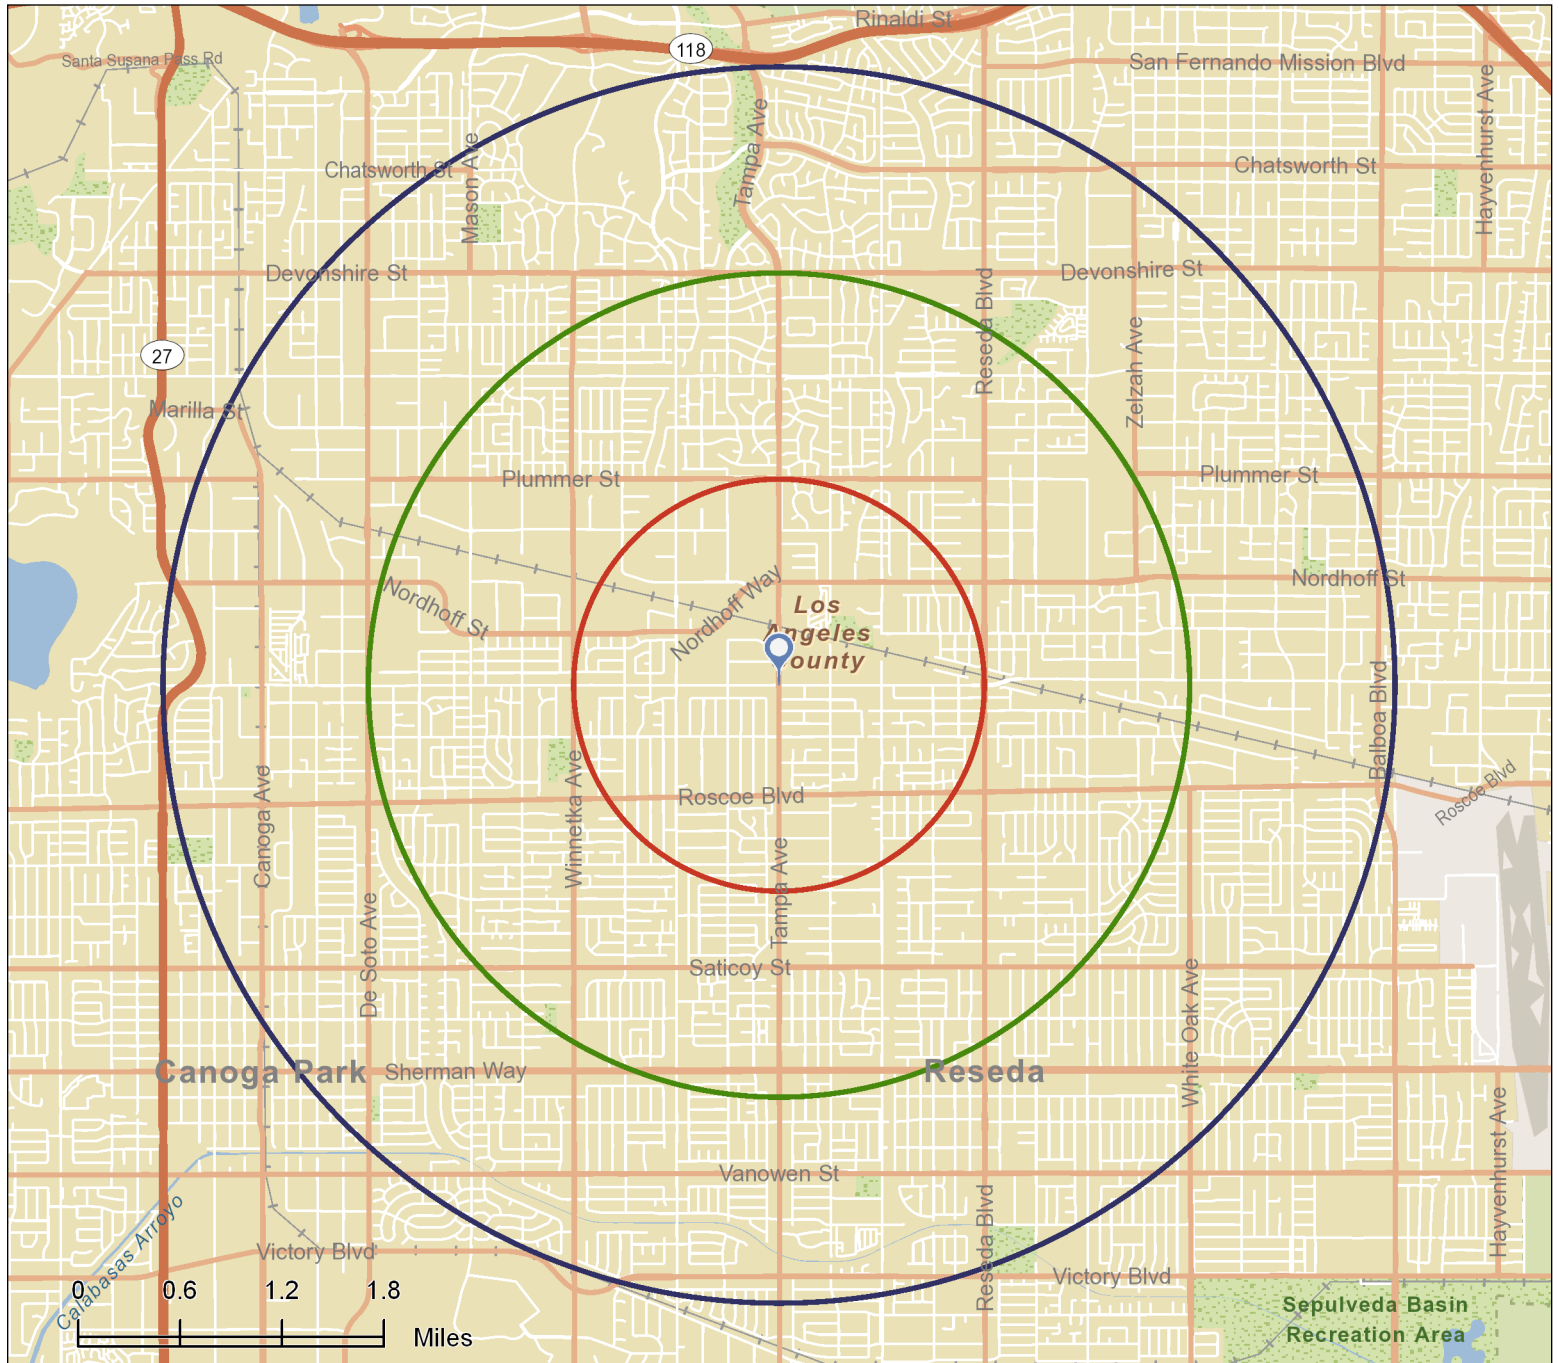 Rinaldi St
118
Santa Susana Pass Rd
San Fernando Mission Blvd
Hayvenhurst Ave
Tampa Ave
Mason Ave
Chatsworth St
Chatsworth St
Devonshire St
Devonshire St
Reseda Blvd
Zelzah Ave
27
Marilla St
Plummer St
Plummer St
Nordhoff St
Nordhoff St
Nordhoff Way
Los
Angeles
ounty
Balboa Blvd
Roscoe Blvd
Roscoe Blvd
Winnetka Ave
Canoga Ave
Tampa Ave
De Soto Ave
Saticoy St
White Oak Ave
Canoga Park
Sherman Way
Reseda
Hayvenhurst Ave
Vanowen St
Reseda Blvd
Calabasas Arroyo
Victory Blvd
Victory Blvd
0 0.6 1.2 1.8
Miles
Sepulveda Basin
Recreation Area